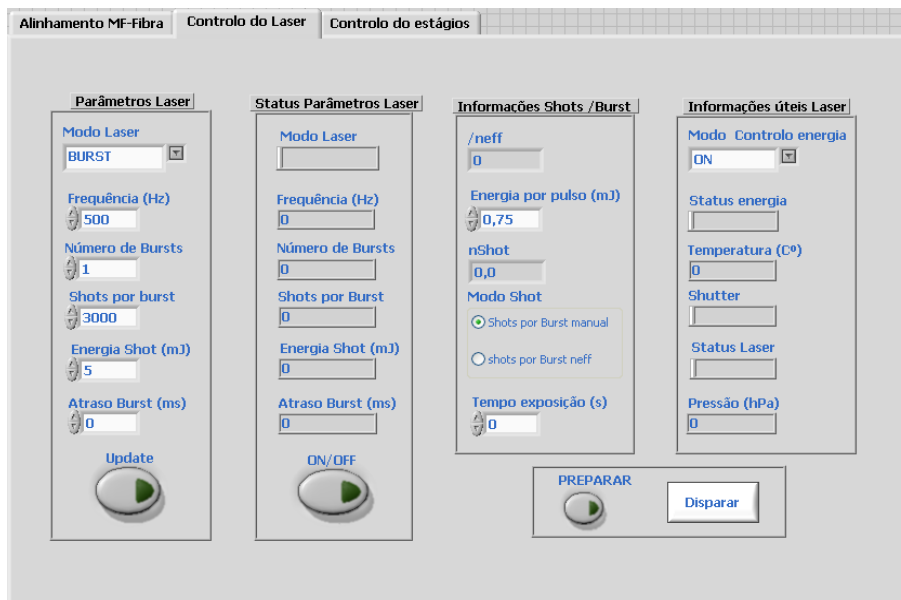 Alinhamento MF-Fibra
Controlo do Laser
Controlo do estágios
Parâmetros Laser
Modo Laser
BURST
Frequência (Hz)
500
Número de Bursts
1
Shots por burst
3000
Energia Shot (mJ)
5
Atraso Burst (ms)
0
Update
Status Parâmetros Laser
Modo Laser
Frequência (Hz)
0
Número de Bursts
0
Shots por Burst
0
Energia Shot (mJ)
0
Atraso Burst (ms)
0
ON/OFF
Informações Shots /Burst
/neff
0
Energia por pulso (mJ)
0,75
nShot
0,0
Modo Shot
Shots por Burst manual
shots por Burst neff
Tempo exposição (s)
0
Informações úteis Laser
Modo Controlo energia
ON
Status energia
Temperatura (Cº)
0
Shutter
Status Laser
Pressão (hPa)
0
PREPARAR
Disparar